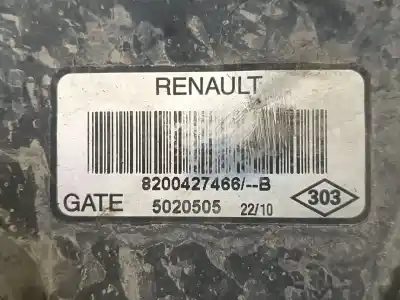 RENAULT
8200427466/--B
GATE 5020505 22/10 303